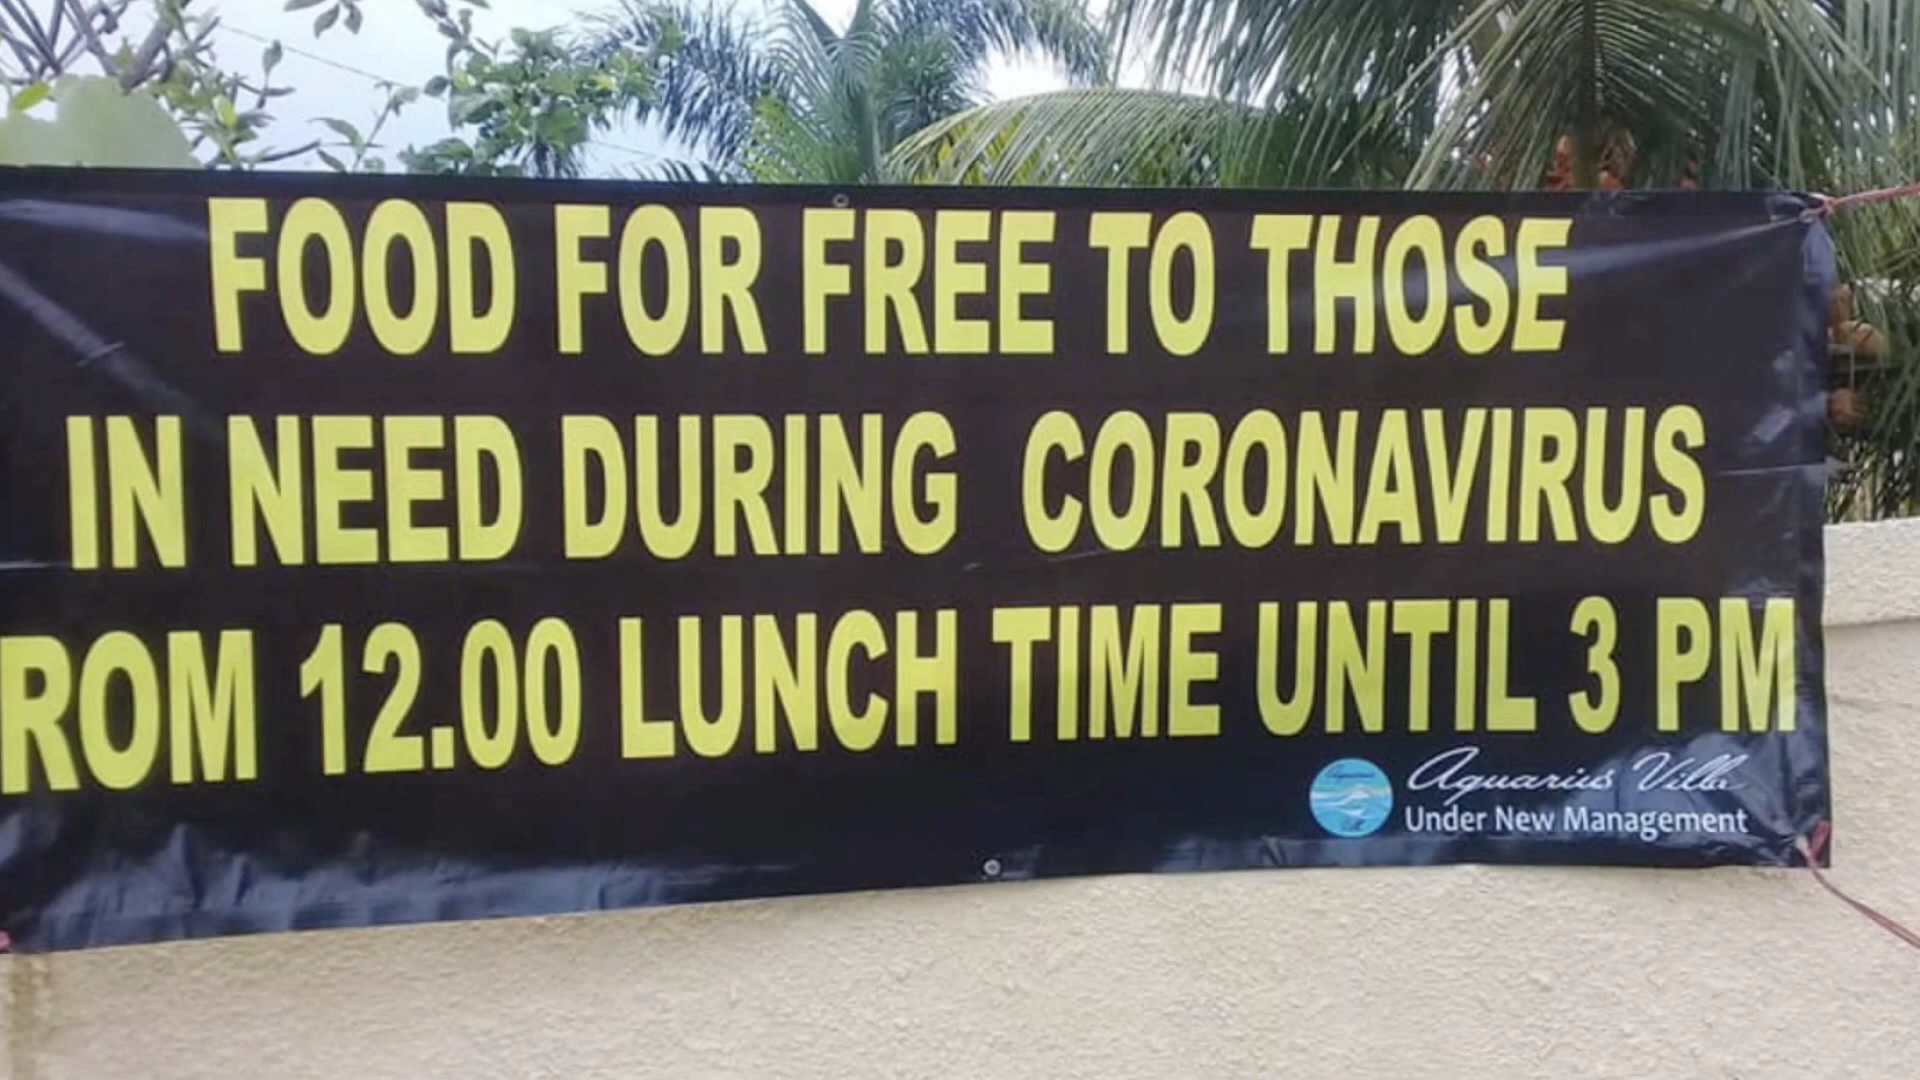 FOOD FOR FREE TO THOSE
IN NEED DURING CORONAVIRUS
ROM 12.00 LUNCH TIME UNTIL 3 PM
Aquarius Villa
Under New Management